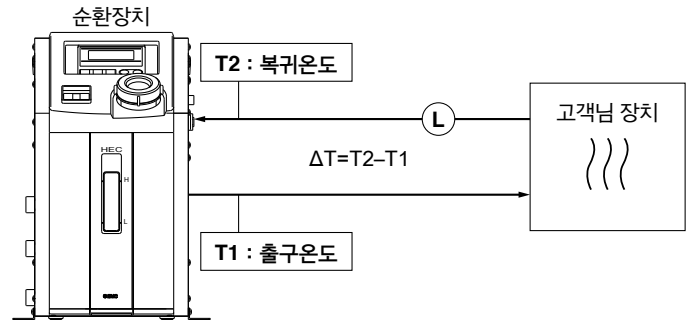 순환장치
T2 : 복귀온도
L
고객님 장치
ΔT=T2–T1
HEC
H
L
T1 : 출구온도